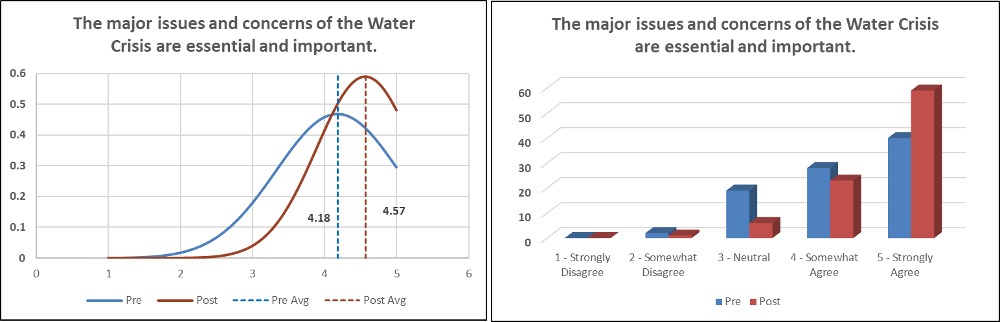 The major issues and concerns of the Water
Crisis are essential and important.
0.6
0.5
0.4
0.3
0.2
0.1
0
4.18
4.57
0 1 2 3 4 5 6
Pre Post Pre Avg Post Avg
The major issues and concerns of the Water Crisis
are essential and important.
60
50
40
30
20
10
0
1 - Strongly 2 - Somewhat 3 - Neutral 4 - Somewhat 5 - Strongly
Disagree Disagree Agree Agree
Pre Post